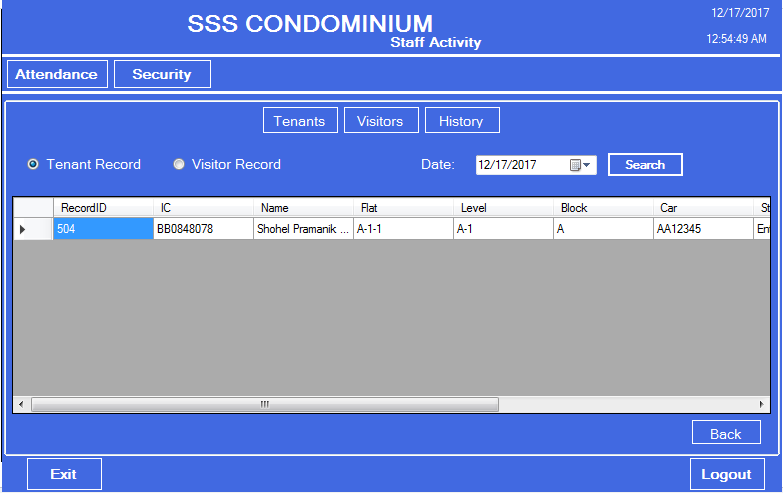 SSS CONDOMINIUM
12/17/2017
Staff Activity
12:54:49 AM
Attendance Security
Tenants Visitors History
Tenant Record Visitor Record Date: 12/17/2017 Search
RecordID IC Name Flat Level Block Car St
504 BB0848078 Shohel Pramanik ... A-1-1 A-1 A AA12345 En
Back
Exit Logout